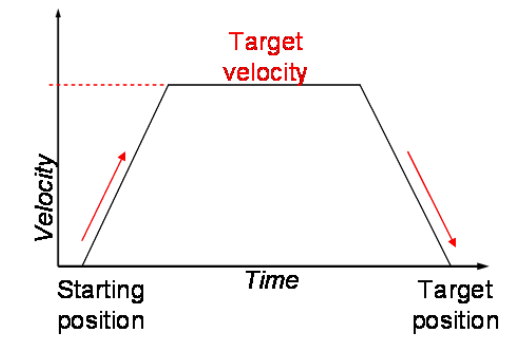 Target
velocity
Velocity
Time
Starting
position
Target
position